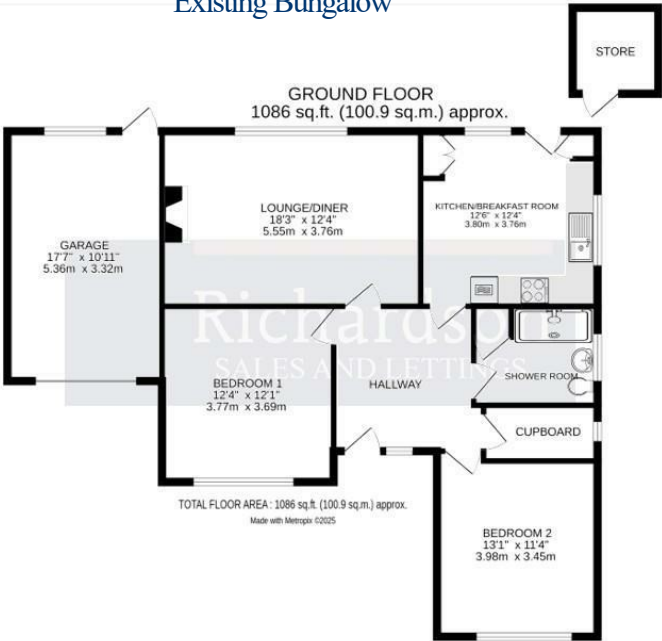 Existing Bungalow
STORE
GROUND FLOOR
1086 sq.ft. (100.9 sq.m.) approx.
LOUNGE/DINER
18'3" x 12'4"
5.55m x 3.76m
KITCHEN/BREAKFAST ROOM
12'6" x 12'4"
3.80m x 3.76m
GARAGE
17'7" x 10'11"
5.36m x 3.32m
Richardson
SALES AND LETTINGS
BEDROOM 1
12'4" x 12'1"
3.77m x 3.69m
HALLWAY
SHOWER ROOM
CUPBOARD
TOTAL FLOOR AREA : 1086 sq.ft. (100.9 sq.m.) approx.
Made with Metropix ©2025
BEDROOM 2
13'1" x 11'4"
3.98m x 3.45m